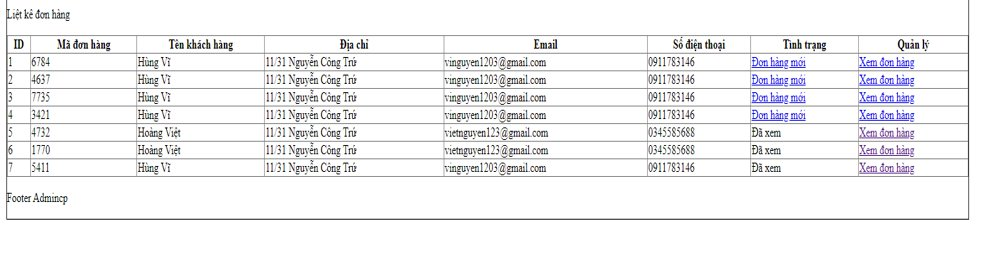 Liệt kê đơn hàng
ID Mã đơn hàng Tên khách hàng Địa chỉ Email Số điện thoại Tình trạng Quản lý
1 6784 Hùng Vĩ 11/31 Nguyễn Công Trứ vinguyen1203@gmail.com 0911783146 Đơn hàng mới Xem đơn hàng
2 4637 Hùng Vĩ 11/31 Nguyễn Công Trứ vinguyen1203@gmail.com 0911783146 Đơn hàng mới Xem đơn hàng
3 7735 Hùng Vĩ 11/31 Nguyễn Công Trứ vinguyen1203@gmail.com 0911783146 Đơn hàng mới Xem đơn hàng
4 3421 Hùng Vĩ 11/31 Nguyễn Công Trứ vinguyen1203@gmail.com 0911783146 Đơn hàng mới Xem đơn hàng
5 4732 Hoàng Việt 11/31 Nguyễn Công Trứ vietnguyen123@gmail.com 0345585688 Đã xem Xem đơn hàng
6 1770 Hoàng Việt 11/31 Nguyễn Công Trứ vietnguyen123@gmail.com 0345585688 Đã xem Xem đơn hàng
7 5411 Hùng Vĩ 11/31 Nguyễn Công Trứ vinguyen1203@gmail.com 0911783146 Đã xem Xem đơn hàng
Footer Admincp